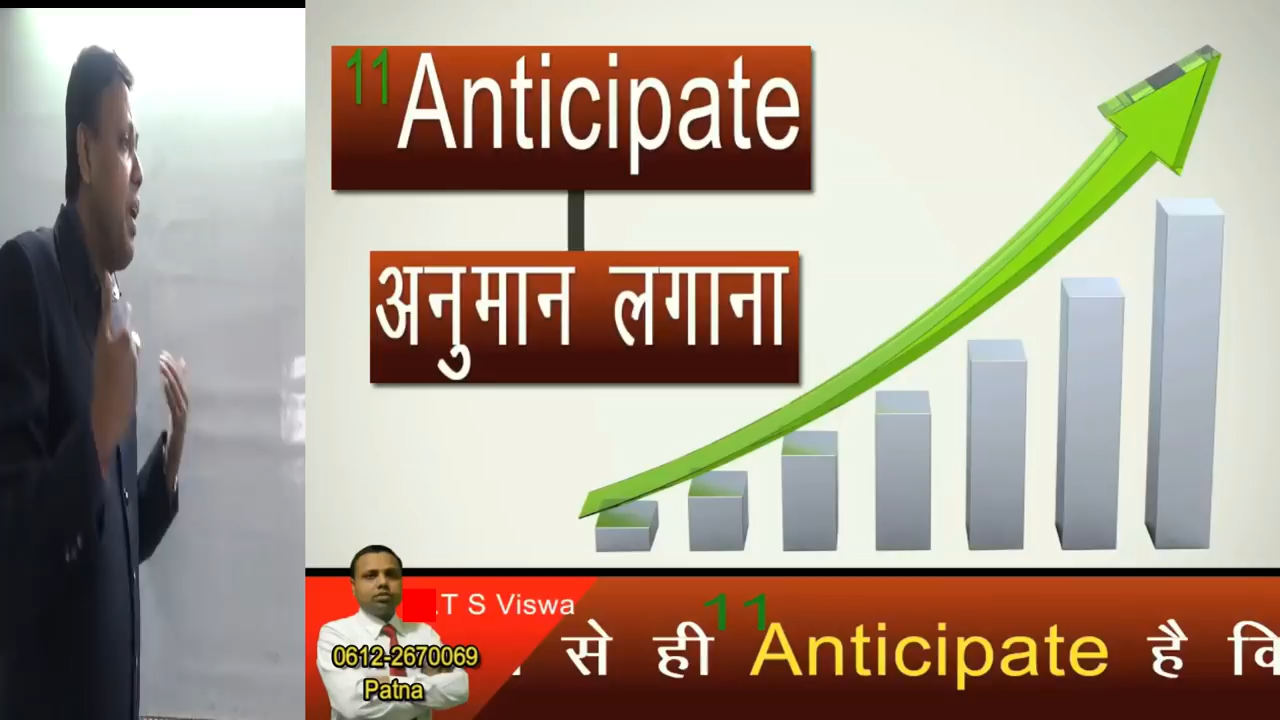 11 Anticipate
अनुमान लगाना
.T S Viswa
0612-2670069
Patna
से ही 11 Anticipate है